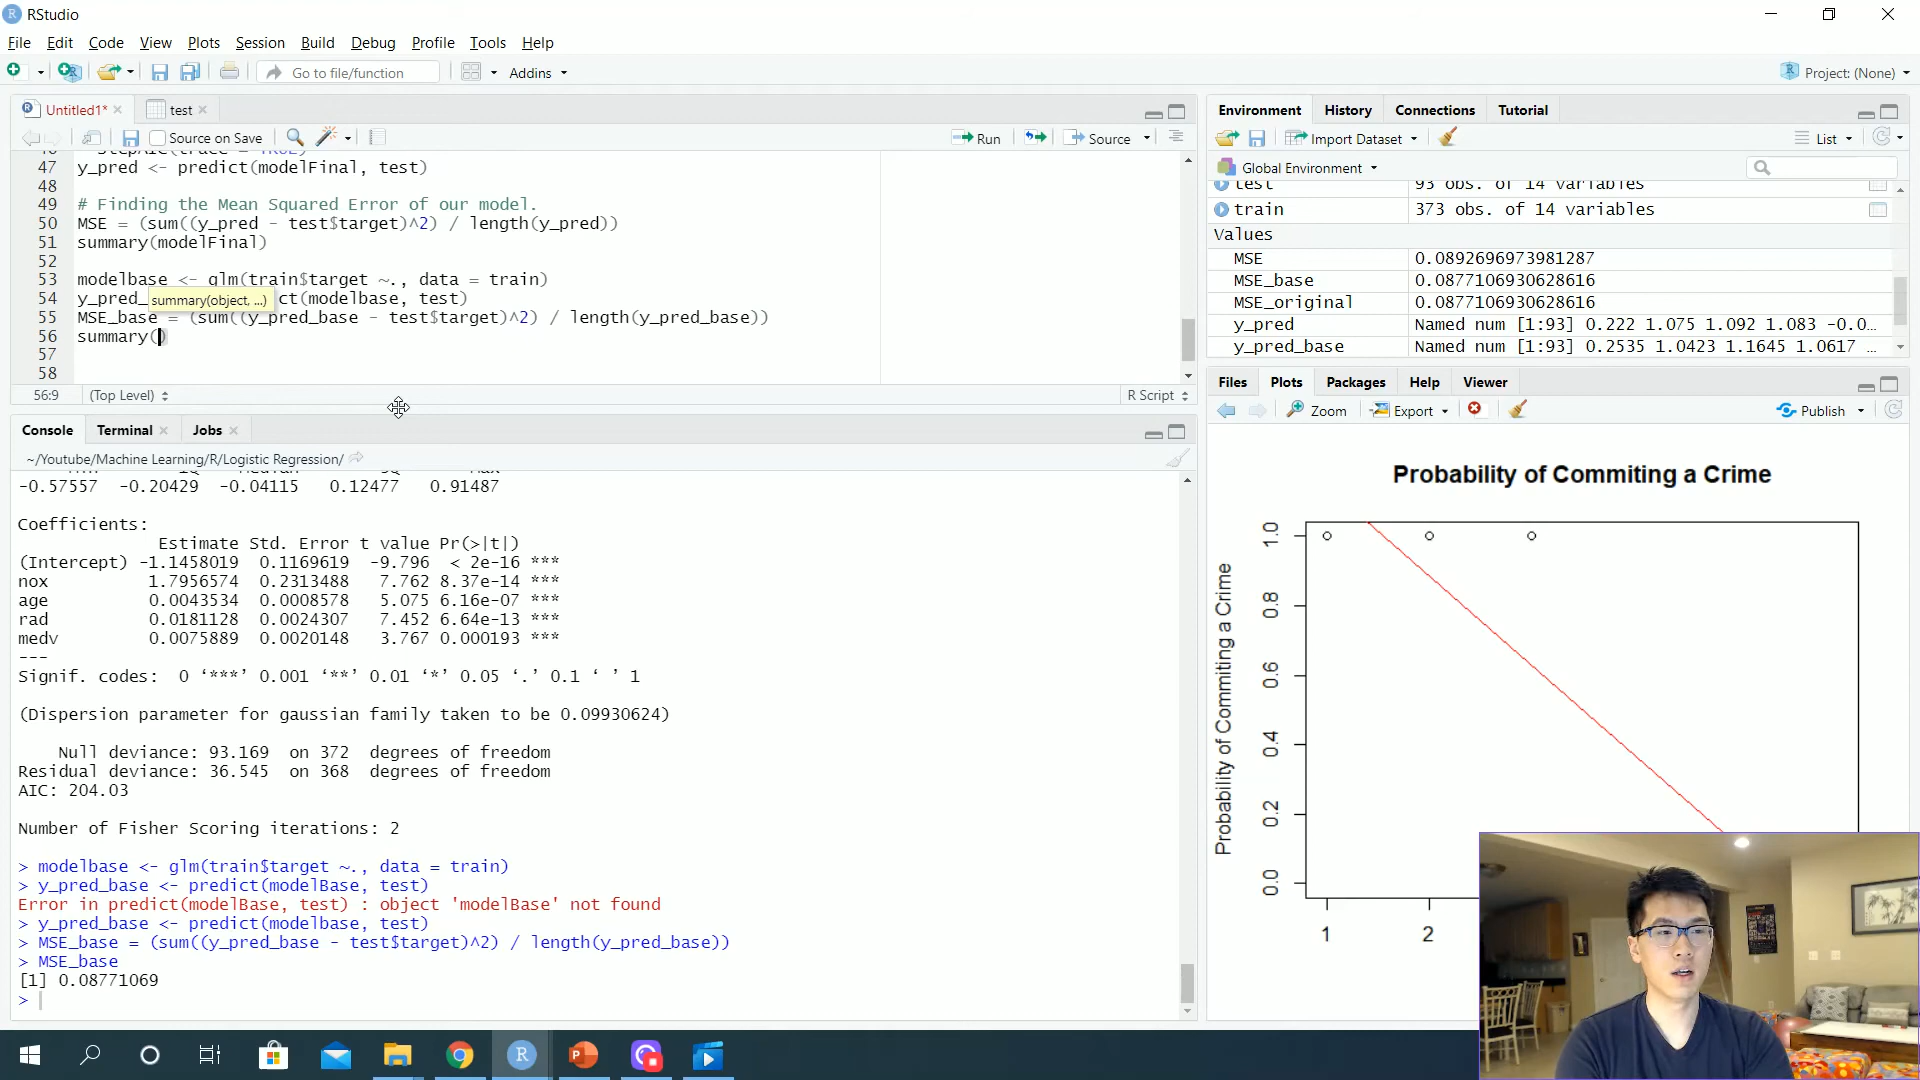 RStudio
File Edit Code View Plots Session Build Debug Profile Tools Help
Go to file/function Addins Project: (None)
Untitled1* test
Source on Save Run Source
47 y_pred <- predict(modelFinal, test)
48
49 # Finding the Mean Squared Error of our model.
50 MSE = (sum((y_pred - test$target)^2) / length(y_pred))
51 summary(modelFinal)
52
53 modelbase <- glm(train$target ~., data = train)
54 y_pred_ ct(modelbase, test)
summary(object, ...)
55 MSE_base = (sum((y_pred_base - test$target)^2) / length(y_pred_base))
56 summary()
57
58
56:9 (Top Level) R Script
Console Terminal Jobs
~/Youtube/Machine Learning/R/Logistic Regression/
-0.57557 -0.20429 -0.04115 0.12477 0.91487
Coefficients:
Estimate Std. Error t value Pr(>|t|)
(Intercept) -1.1458019 0.1169619 -9.796 < 2e-16 ***
nox 1.7956574 0.2313488 7.762 8.37e-14 ***
age 0.0043534 0.0008578 5.075 6.16e-07 ***
rad 0.0181128 0.0024307 7.452 6.64e-13 ***
medv 0.0075889 0.0020148 3.767 0.000193 ***
---
Signif. codes: 0 ‘***’ 0.001 ‘**’ 0.01 ‘*’ 0.05 ‘.’ 0.1 ‘ ’ 1
(Dispersion parameter for gaussian family taken to be 0.09930624)
Null deviance: 93.169 on 372 degrees of freedom
Residual deviance: 36.545 on 368 degrees of freedom
AIC: 204.03
Number of Fisher Scoring iterations: 2
> modelbase <- glm(train$target ~., data = train)
> y_pred_base <- predict(modelBase, test)
Error in predict(modelBase, test) : object 'modelBase' not found
> y_pred_base <- predict(modelbase, test)
> MSE_base = (sum((y_pred_base - test$target)^2) / length(y_pred_base))
> MSE_base
[1] 0.08771069
>
Environment History Connections Tutorial
Import Dataset List
Global Environment
test 93 obs. of 14 variables
train 373 obs. of 14 variables
Values
MSE 0.0892696973981287
MSE_base 0.0877106930628616
MSE_original 0.0877106930628616
y_pred Named num [1:93] 0.222 1.075 1.092 1.083 -0.0...
y_pred_base Named num [1:93] 0.2535 1.0423 1.1645 1.0617 ...
Files Plots Packages Help Viewer
Zoom Export Publish
Probability of Commiting a Crime
Probability of Commiting a Crime
1.0
0.8
0.6
0.4
0.2
0.0
1 2